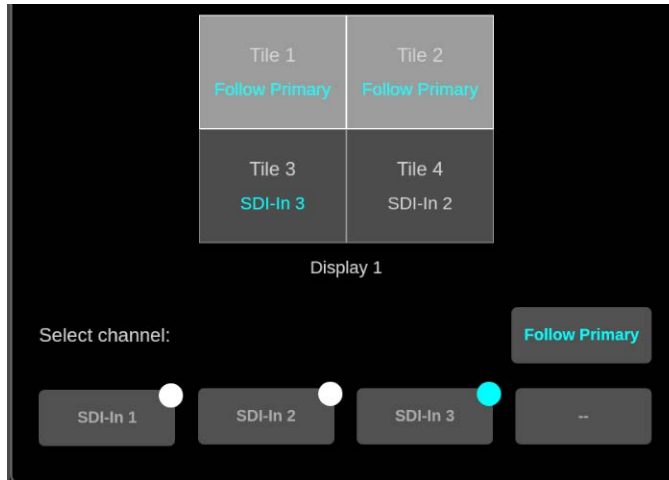 Tile 1
Tile 2
Follow Primary
Follow Primary
Tile 3
Tile 4
SDI-In 3
SDI-In 2
Display 1
Select channel:
Follow Primary
SDI-In 1
SDI-In 2
SDI-In 3
--